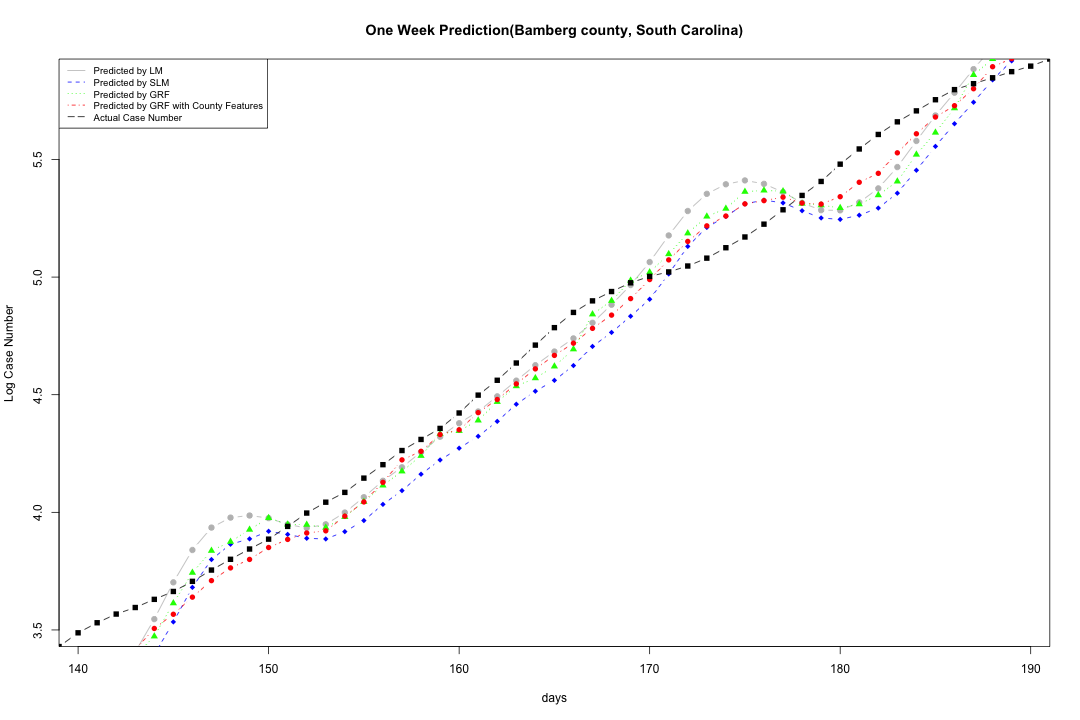 One Week Prediction(Bamberg county, South Carolina)
Predicted by LM
Predicted by SLM
Predicted by GRF
Predicted by GRF with County Features
Actual Case Number
Log Case Number
5.5
5.0
4.5
4.0
3.5
140 150 160 170 180 190
days